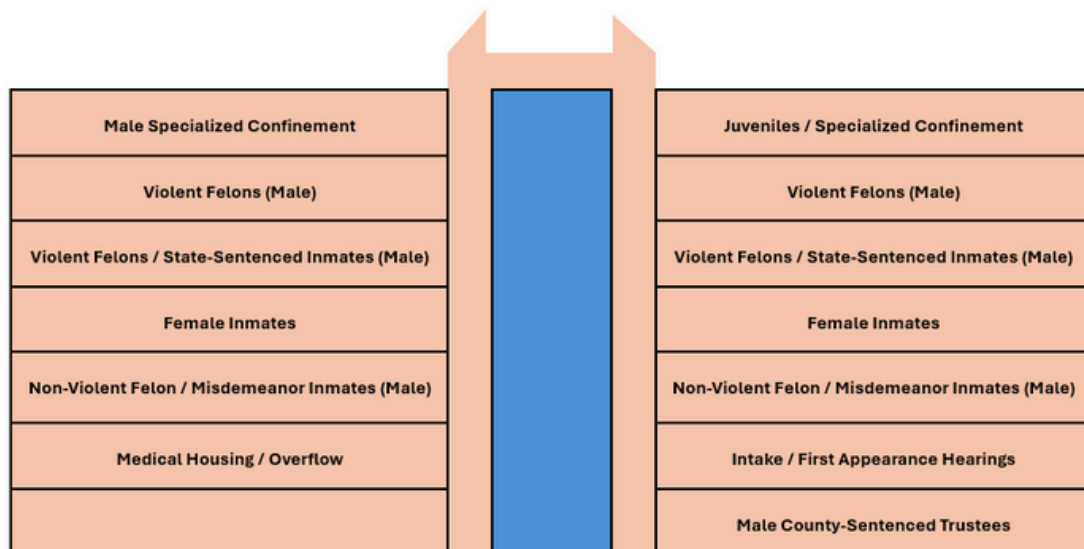 Male Specialized Confinement
Juveniles / Specialized Confinement
Violent Felons (Male)
Violent Felons (Male)
Violent Felons / State-Sentenced Inmates (Male)
Violent Felons / State-Sentenced Inmates (Male)
Female Inmates
Female Inmates
Non-Violent Felon / Misdemeanor Inmates (Male)
Non-Violent Felon / Misdemeanor Inmates (Male)
Medical Housing / Overflow
Intake / First Appearance Hearings
Male County-Sentenced Trustees